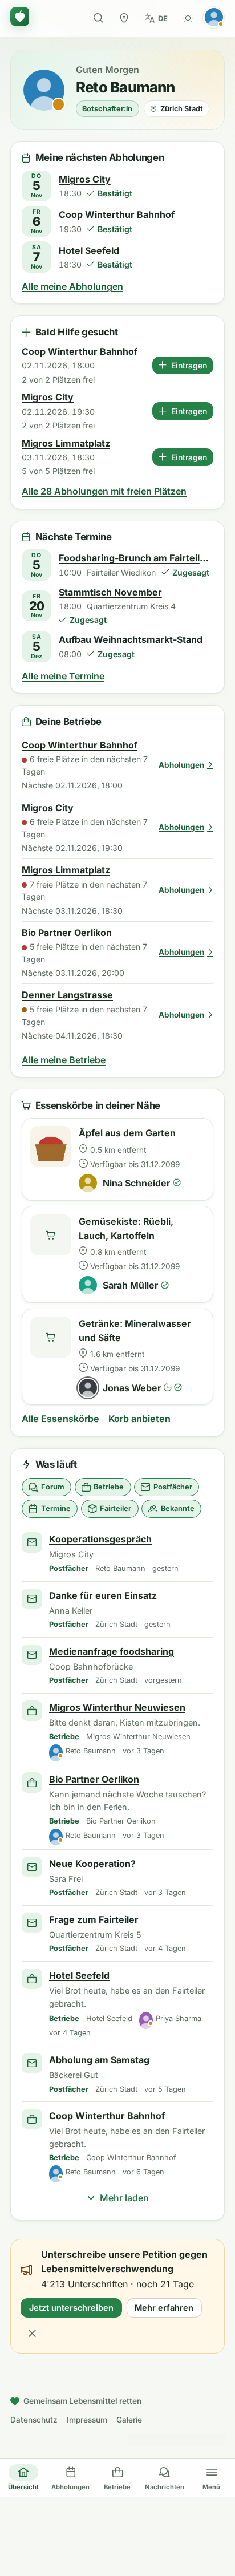 DE
Guten Morgen
Reto Baumann
Botschafter:in
Zürich Stadt
Meine nächsten Abholungen
DO
5
Nov
Migros City
18:30 Bestätigt
FR
6
Nov
Coop Winterthur Bahnhof
19:30 Bestätigt
SA
7
Nov
Hotel Seefeld
18:30 Bestätigt
Alle meine Abholungen
Bald Hilfe gesucht
Coop Winterthur Bahnhof
02.11.2026, 18:00
2 von 2 Plätzen frei
Eintragen
Migros City
02.11.2026, 19:30
2 von 2 Plätzen frei
Eintragen
Migros Limmatplatz
03.11.2026, 18:30
5 von 5 Plätzen frei
Eintragen
Alle 28 Abholungen mit freien Plätzen
Nächste Termine
DO
5
Nov
Foodsharing-Brunch am Fairteil…
10:00 Fairteiler Wiedikon Zugesagt
FR
20
Nov
Stammtisch November
18:00 Quartierzentrum Kreis 4
Zugesagt
SA
5
Dez
Aufbau Weihnachtsmarkt-Stand
08:00 Zugesagt
Alle meine Termine
Deine Betriebe
Coop Winterthur Bahnhof
6 freie Plätze in den nächsten 7
Tagen
Nächste 02.11.2026, 18:00
Abholungen
Migros City
6 freie Plätze in den nächsten 7
Tagen
Nächste 02.11.2026, 19:30
Abholungen
Migros Limmatplatz
7 freie Plätze in den nächsten 7
Tagen
Nächste 03.11.2026, 18:30
Abholungen
Bio Partner Oerlikon
5 freie Plätze in den nächsten 7
Tagen
Nächste 03.11.2026, 20:00
Abholungen
Denner Langstrasse
5 freie Plätze in den nächsten 7
Tagen
Nächste 04.11.2026, 18:30
Abholungen
Alle meine Betriebe
Essenskörbe in deiner Nähe
Äpfel aus dem Garten
0.5 km entfernt
Verfügbar bis 31.12.2099
Nina Schneider
Gemüsekiste: Rüebli,
Lauch, Kartoffeln
0.8 km entfernt
Verfügbar bis 31.12.2099
Sarah Müller
Getränke: Mineralwasser
und Säfte
1.6 km entfernt
Verfügbar bis 31.12.2099
Jonas Weber
Alle Essenskörbe Korb anbieten
Was läuft
Forum Betriebe Postfächer
Termine Fairteiler Bekannte
Kooperationsgespräch
Migros City
Postfächer Reto Baumann gestern
Danke für euren Einsatz
Anna Keller
Postfächer Zürich Stadt gestern
Medienanfrage foodsharing
Coop Bahnhofbrücke
Postfächer Zürich Stadt vorgestern
Migros Winterthur Neuwiesen
Bitte denkt daran, Kisten mitzubringen.
Betriebe Migros Winterthur Neuwiesen
Reto Baumann vor 3 Tagen
Bio Partner Oerlikon
Kann jemand nächste Woche tauschen?
Ich bin in den Ferien.
Betriebe Bio Partner Oerlikon
Reto Baumann vor 3 Tagen
Neue Kooperation?
Sara Frei
Postfächer Zürich Stadt vor 3 Tagen
Frage zum Fairteiler
Quartierzentrum Kreis 5
Postfächer Zürich Stadt vor 4 Tagen
Hotel Seefeld
Viel Brot heute, habe es an den Fairteiler
gebracht.
Betriebe Hotel Seefeld Priya Sharma
vor 4 Tagen
Abholung am Samstag
Bäckerei Gut
Postfächer Zürich Stadt vor 5 Tagen
Coop Winterthur Bahnhof
Viel Brot heute, habe es an den Fairteiler
gebracht.
Betriebe Coop Winterthur Bahnhof
Reto Baumann vor 6 Tagen
Mehr laden
Unterschreibe unsere Petition gegen
Lebensmittelverschwendung
4'213 Unterschriften · noch 21 Tage
Jetzt unterschreiben Mehr erfahren
Gemeinsam Lebensmittel retten
Datenschutz Impressum Galerie
Übersicht Abholungen Betriebe Nachrichten Menü